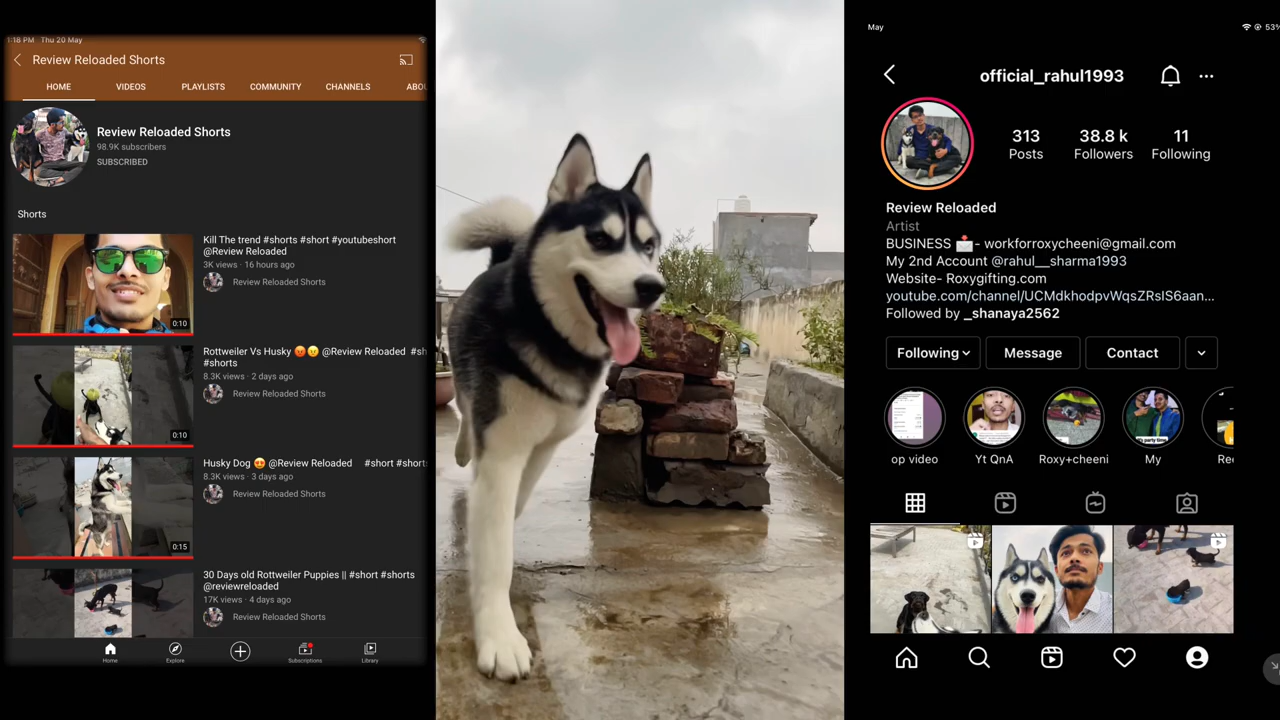 1:18 PM Thu 20 May
Review Reloaded Shorts
HOME VIDEOS PLAYLISTS COMMUNITY CHANNELS ABOU
Review Reloaded Shorts
98.9K subscribers
SUBSCRIBED
Shorts
Kill The trend #shorts #short #youtubeshort
@Review Reloaded
3K views · 16 hours ago
Review Reloaded Shorts
0:10
Rottweiler Vs Husky 😡😠 @Review Reloaded #sh
#shorts
8.3K views · 2 days ago
Review Reloaded Shorts
0:10
Husky Dog 😍 @Review Reloaded #short #short
8.3K views · 3 days ago
Review Reloaded Shorts
0:15
30 Days old Rottweiler Puppies || #short #shorts
@reviewreloaded
17K views · 4 days ago
Review Reloaded Shorts
Home Explore Subscriptions Library
May 53%
official_rahul1993
313 38.8 k 11
Posts Followers Following
Review Reloaded
Artist
BUSINESS 📩- workforroxycheeni@gmail.com
My 2nd Account @rahul__sharma1993
Website- Roxygifting.com
youtube.com/channel/UCMdkhodpvWqsZRsIS6aan...
Followed by _shanaya2562
Following Message Contact
op video Yt QnA Roxy+cheeni My Ree